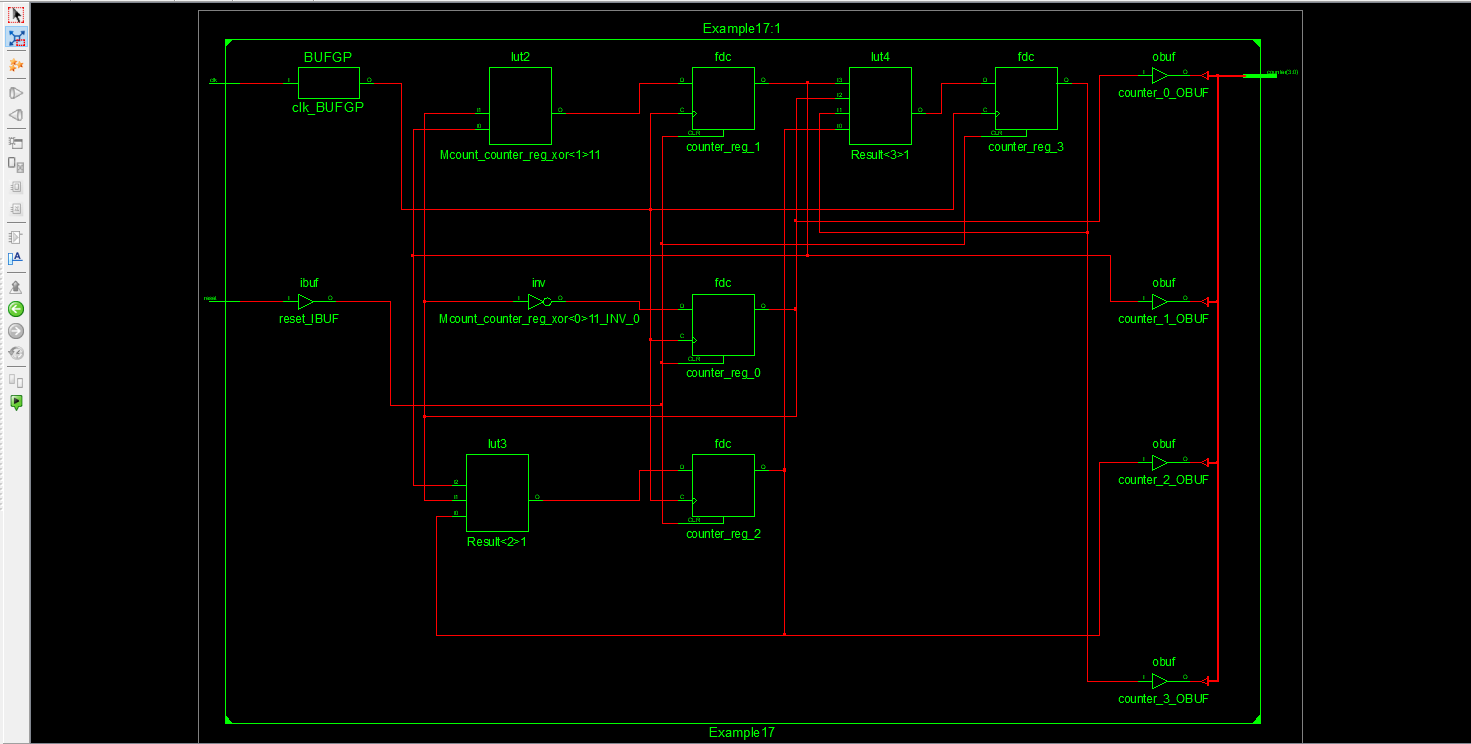 Example17:1
BUFGP
clk
I
O
clk_BUFGP
lut2
I1
I0
O
Mcount_counter_reg_xor<1>11
fdc
D
Q
C
CLR
counter_reg_1
lut4
I3
I2
I1
I0
O
Result<3>1
fdc
D
Q
C
CLR
counter_reg_3
obuf
I
O
counter(3:0)
counter_0_OBUF
ibuf
reset
I
O
reset_IBUF
inv
I
O
Mcount_counter_reg_xor<0>11_INV_0
fdc
D
Q
C
CLR
counter_reg_0
obuf
I
O
counter_1_OBUF
lut3
I2
I1
I0
O
Result<2>1
fdc
D
Q
C
CLR
counter_reg_2
obuf
I
O
counter_2_OBUF
obuf
I
O
counter_3_OBUF
Example17